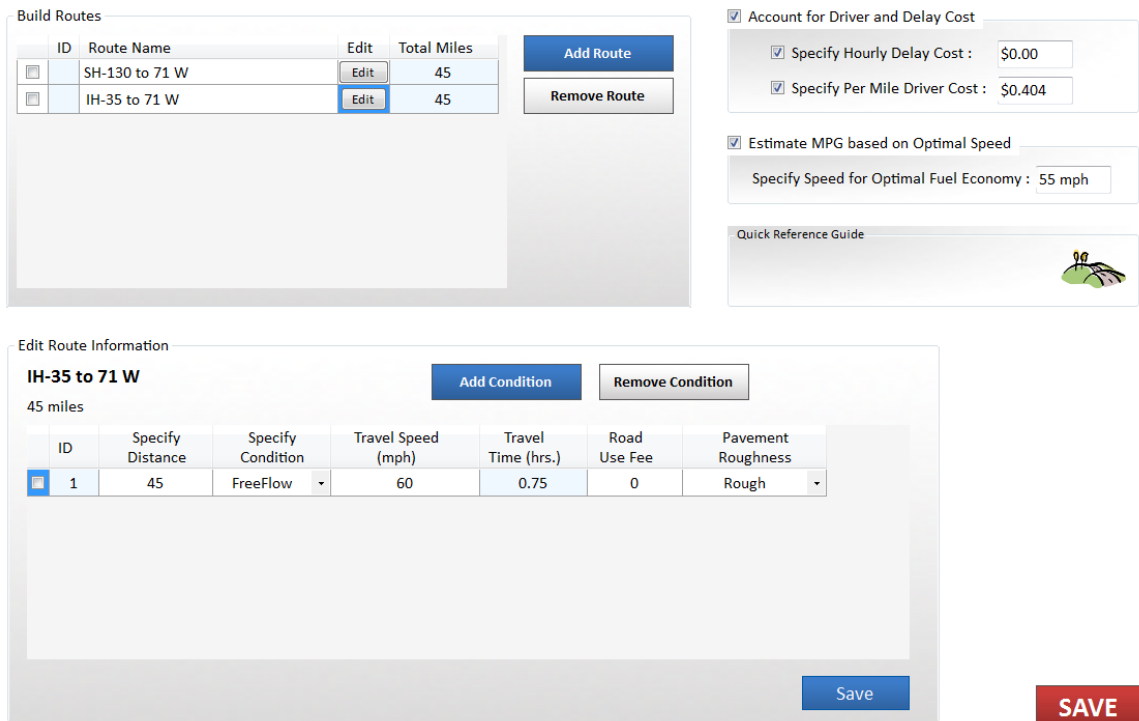 Build Routes
ID Route Name Edit Total Miles
SH-130 to 71 W Edit 45
IH-35 to 71 W Edit 45
Add Route
Remove Route
Account for Driver and Delay Cost
Specify Hourly Delay Cost : $0.00
Specify Per Mile Driver Cost : $0.404
Estimate MPG based on Optimal Speed
Specify Speed for Optimal Fuel Economy : 55 mph
Quick Reference Guide
Edit Route Information
IH-35 to 71 W
45 miles
Add Condition
Remove Condition
ID Specify Distance Specify Condition Travel Speed (mph) Travel Time (hrs.) Road Use Fee Pavement Roughness
1 45 FreeFlow 60 0.75 0 Rough
Save
SAVE